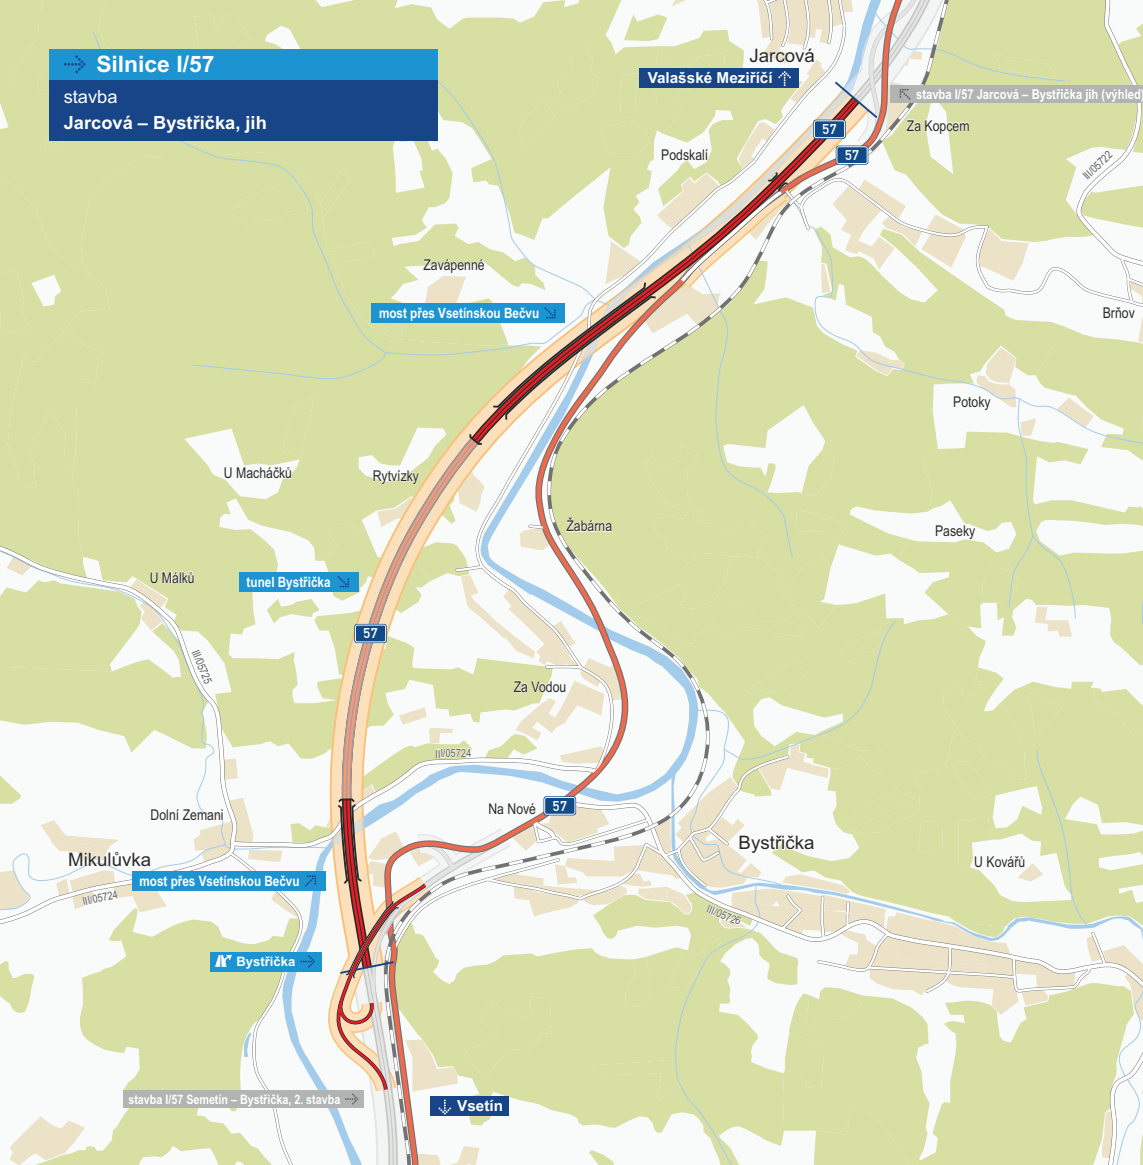 Silnice I/57
stavba
Jarcová – Bystřička, jih
Jarcová
Valašské Meziříčí
stavba I/57 Jarcová – Bystřička jih (výhled)
57
Za Kopcem
57
Podskalí
III/05722
Zavápenné
most přes Vsetínskou Bečvu
Brňov
Potoky
U Macháčků
Rytvízky
Žabárna
Paseky
U Málků
tunel Bystřička
57
III/05725
Za Vodou
III/05724
Na Nové
57
Dolní Zemani
Bystřička
Mikulůvka
U Kovářů
most přes Vsetínskou Bečvu
III/05724
III/05726
Bystřička
stavba I/57 Semetín – Bystřička, 2. stavba
Vsetín